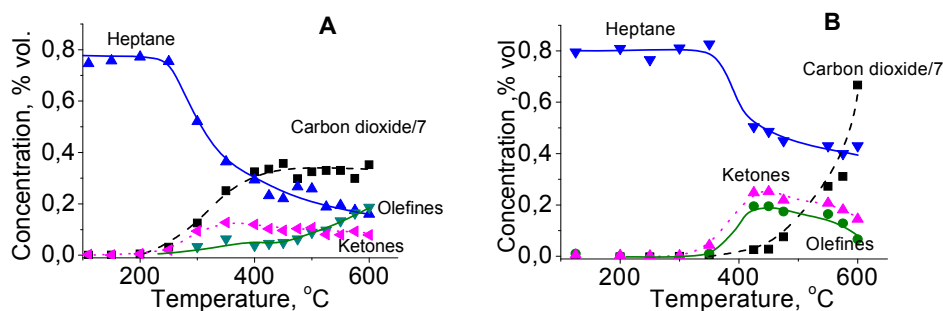 A
Heptane
Carbon dioxide/7
Olefines
Ketones
Concentration, % vol.
0,8
0,6
0,4
0,2
0,0
200
400
600
Temperature, °C
B
Heptane
Carbon dioxide/7
Ketones
Olefines
Concentration ,% vol
0,8
0,6
0,4
0,2
0,0
200
400
600
Temperature, °C